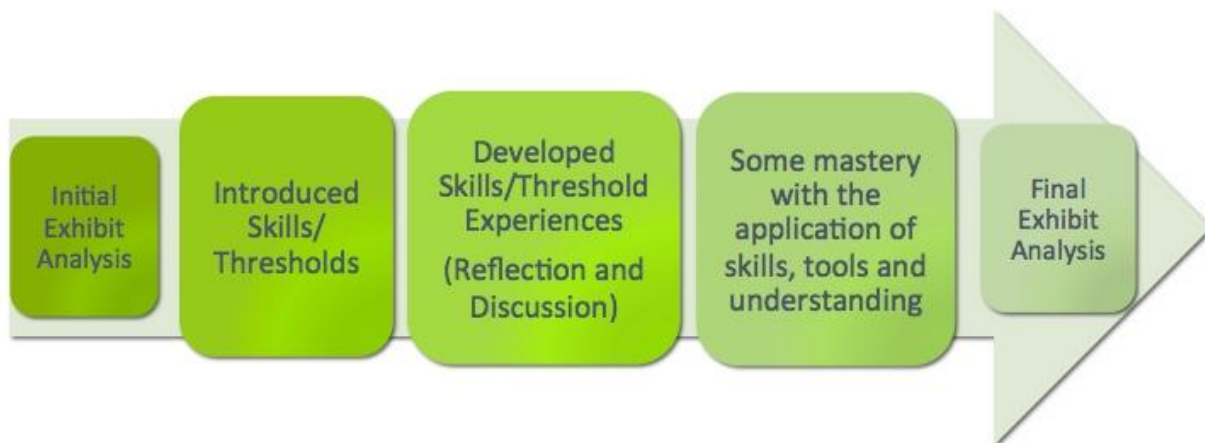 Initial
Exhibit
Analysis
Introduced
Skills/
Thresholds
Developed
Skills/Threshold
Experiences
(Reflection and
Discussion)
Some mastery
with the
application of
skills, tools and
understanding
Final
Exhibit
Analysis